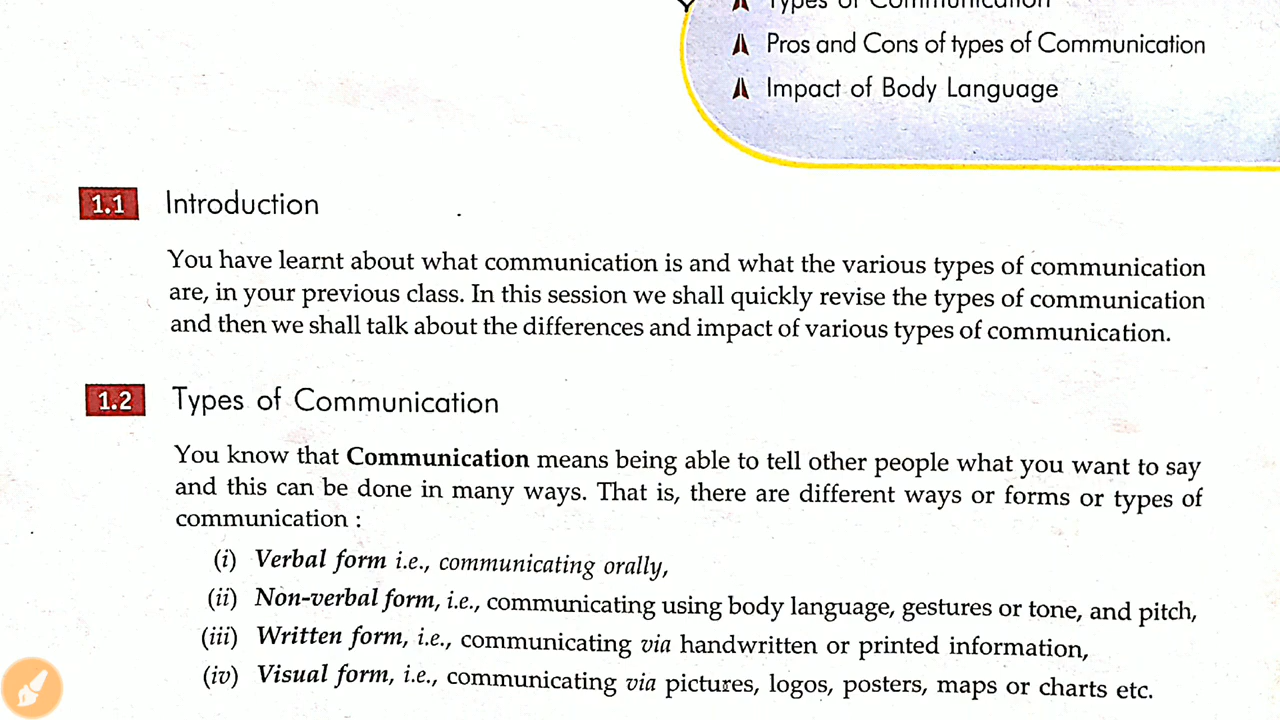 Types of Communication
Pros and Cons of types of Communication
Impact of Body Language
1.1 Introduction
You have learnt about what communication is and what the various types of communication
are, in your previous class. In this session we shall quickly revise the types of communication
and then we shall talk about the differences and impact of various types of communication.
1.2 Types of Communication
You know that Communication means being able to tell other people what you want to say
and this can be done in many ways. That is, there are different ways or forms or types of
communication :
(i) Verbal form i.e., communicating orally,
(ii) Non-verbal form, i.e., communicating using body language, gestures or tone, and pitch,
(iii) Written form, i.e., communicating via handwritten or printed information,
(iv) Visual form, i.e., communicating via pictures, logos, posters, maps or charts etc.